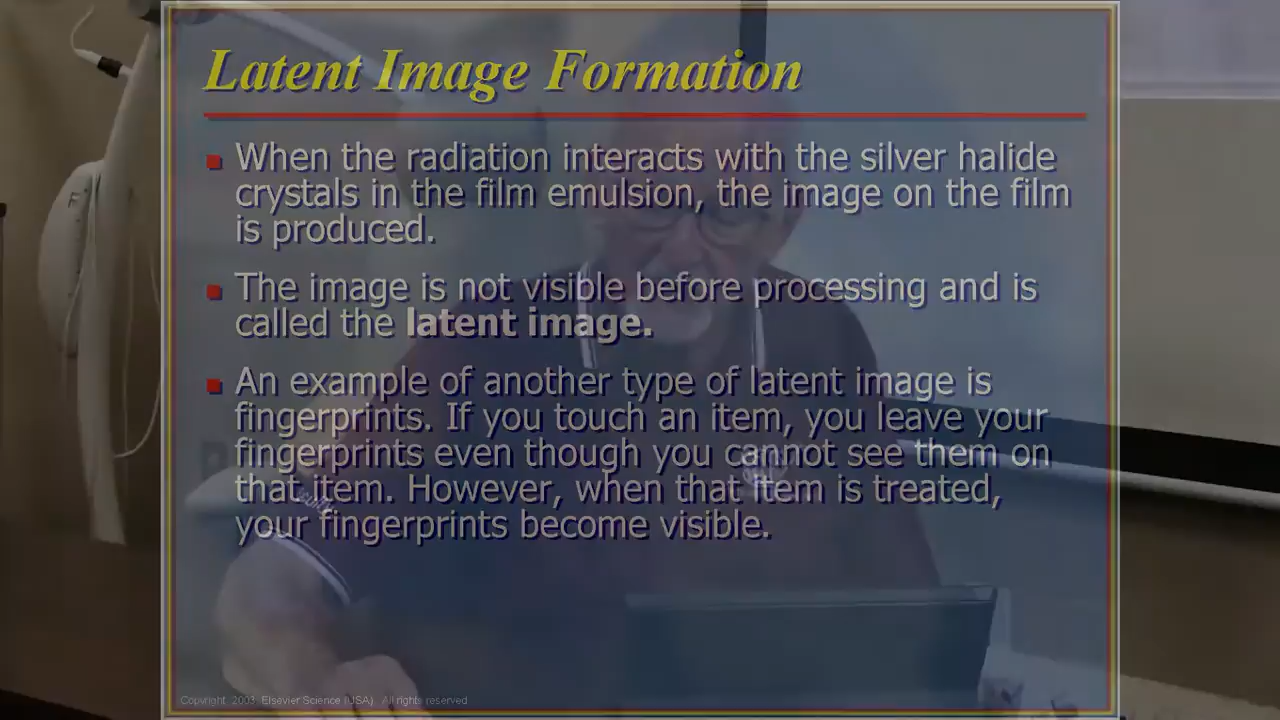 Latent Image Formation
When the radiation interacts with the silver halide
crystals in the film emulsion, the image on the film
is produced.
The image is not visible before processing and is
called the latent image.
An example of another type of latent image is
fingerprints. If you touch an item, you leave your
fingerprints even though you cannot see them on
that item. However, when that item is treated,
your fingerprints become visible.
Copyright 2003, Elsevier Science (USA). All rights reserved